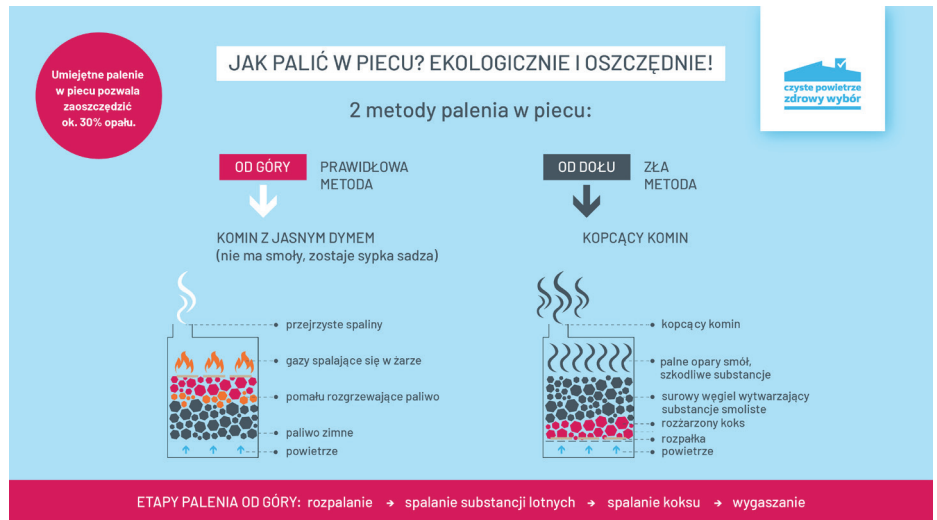 Umiejętne palenie
w piecu pozwala
zaoszczędzić
ok. 30% opału.
JAK PALIĆ W PIECU? EKOLOGICZNIE I OSZCZĘDNIE!
czyste powietrze
zdrowy wybór
2 metody palenia w piecu:
OD GÓRY
PRAWIDŁOWA
METODA
KOMIN Z JASNYM DYMEM
(nie ma smoły, zostaje sypka sadza)
przejrzyste spaliny
gazy spalające się w żarze
pomału rozgrzewające paliwo
paliwo zimne
powietrze
OD DOŁU
ZŁA
METODA
KOPCĄCY KOMIN
kopcący komin
palne opary smół,
szkodliwe substancje
surowy węgiel wytwarzający
substancje smoliste
rozżarzony koks
rozpałka
powietrze
ETAPY PALENIA OD GÓRY: rozpalanie → spalanie substancji lotnych → spalanie koksu → wygaszanie